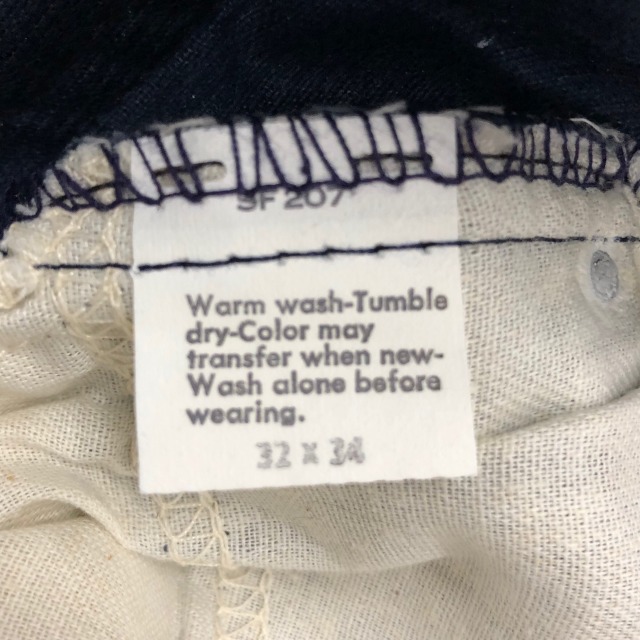 SF 207
Warm wash-Tumble
dry-Color may
transfer when new-
Wash alone before
wearing.
32 X 34